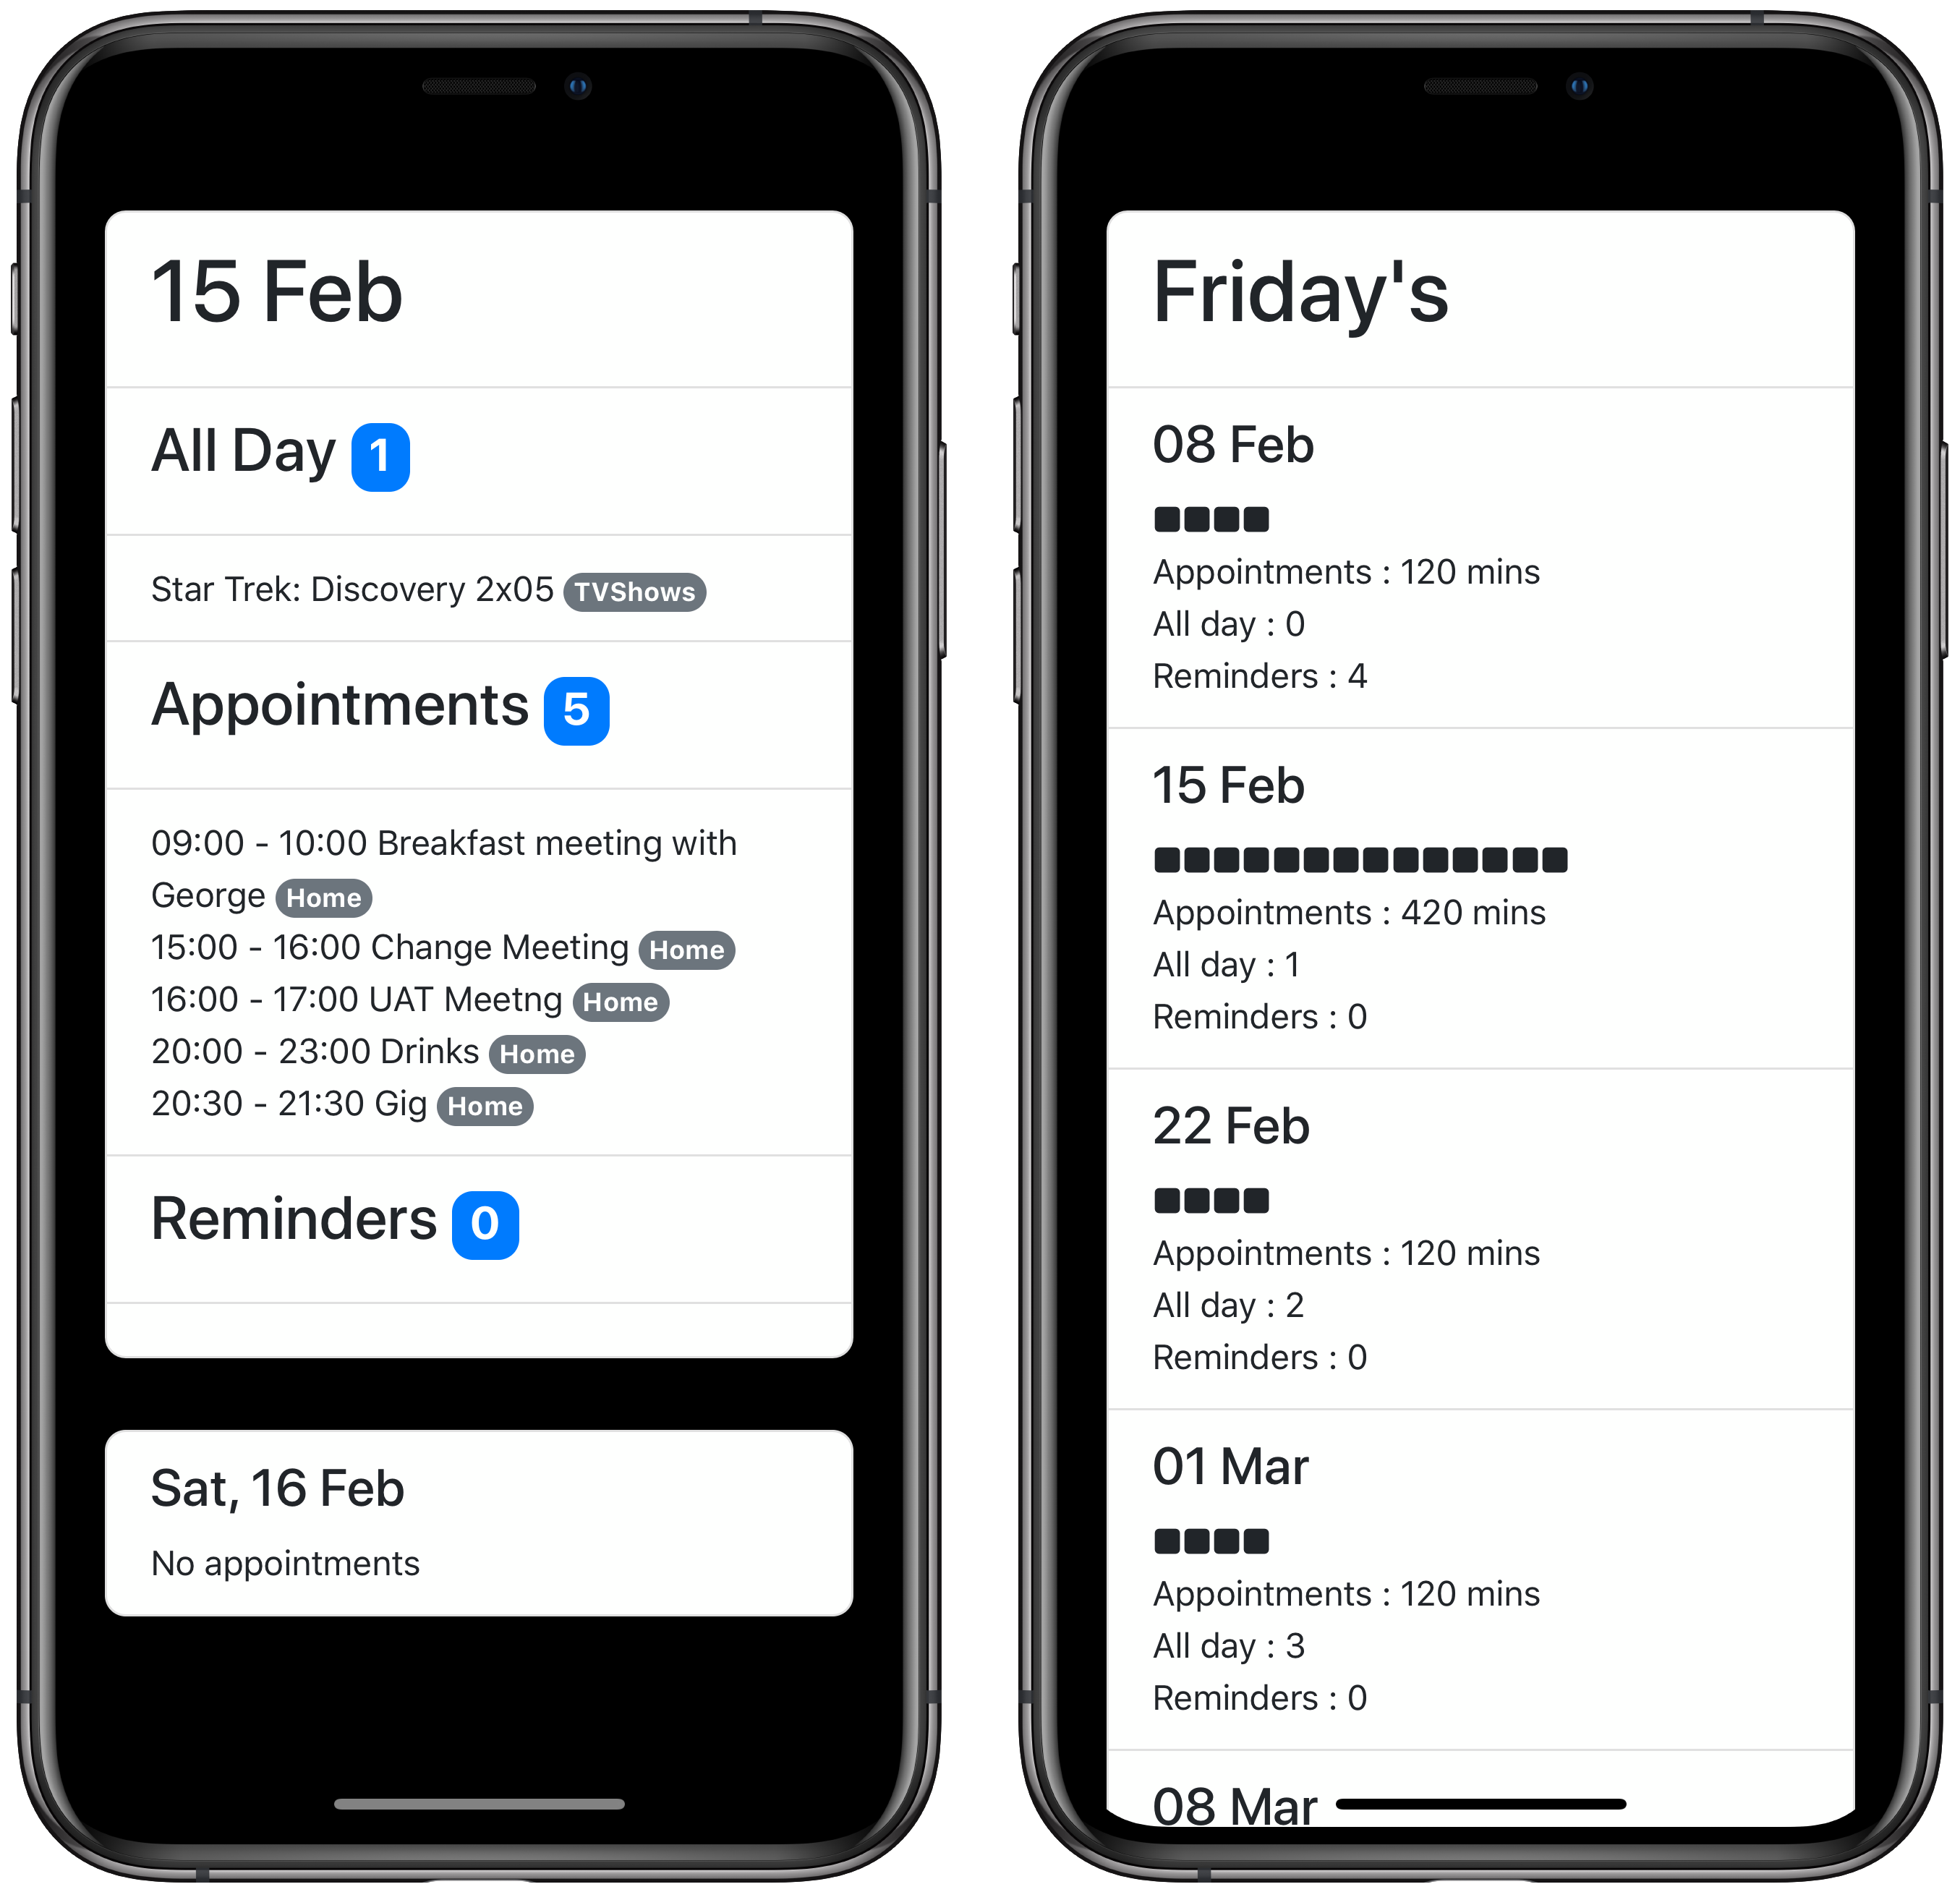 15 Feb
All Day 1
Star Trek: Discovery 2x05 TVShows
Appointments 5
09:00 - 10:00 Breakfast meeting with
George Home
15:00 - 16:00 Change Meeting Home
16:00 - 17:00 UAT Meetng Home
20:00 - 23:00 Drinks Home
20:30 - 21:30 Gig Home
Reminders 0
Sat, 16 Feb
No appointments
Friday's
08 Feb
Appointments : 120 mins
All day : 0
Reminders : 4
15 Feb
Appointments : 420 mins
All day : 1
Reminders : 0
22 Feb
Appointments : 120 mins
All day : 2
Reminders : 0
01 Mar
Appointments : 120 mins
All day : 3
Reminders : 0
08 Mar